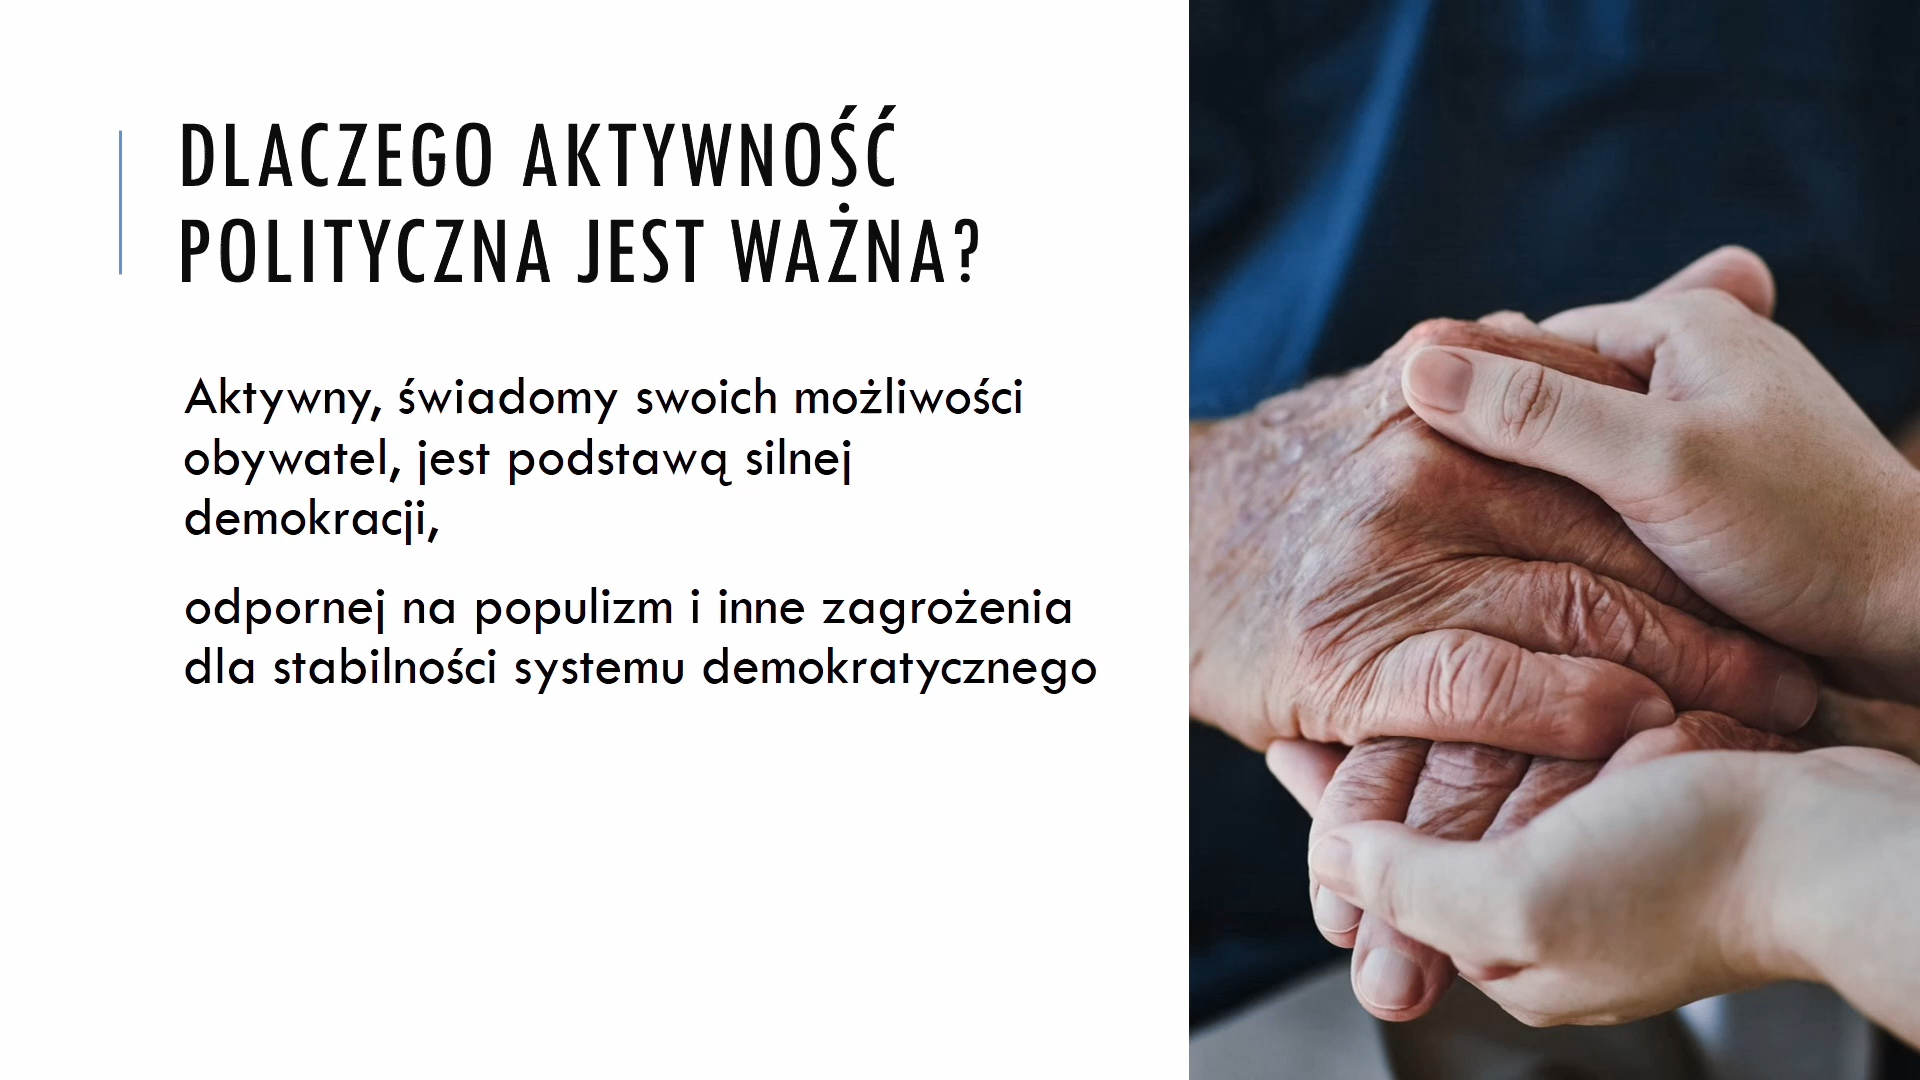 DLACZEGO AKTYWNOŚĆ
POLITYCZNA JEST WAŻNA?
Aktywny, świadomy swoich możliwości
obywatel, jest podstawą silnej
demokracji,
odpornej na populizm i inne zagrożenia
dla stabilności systemu demokratycznego